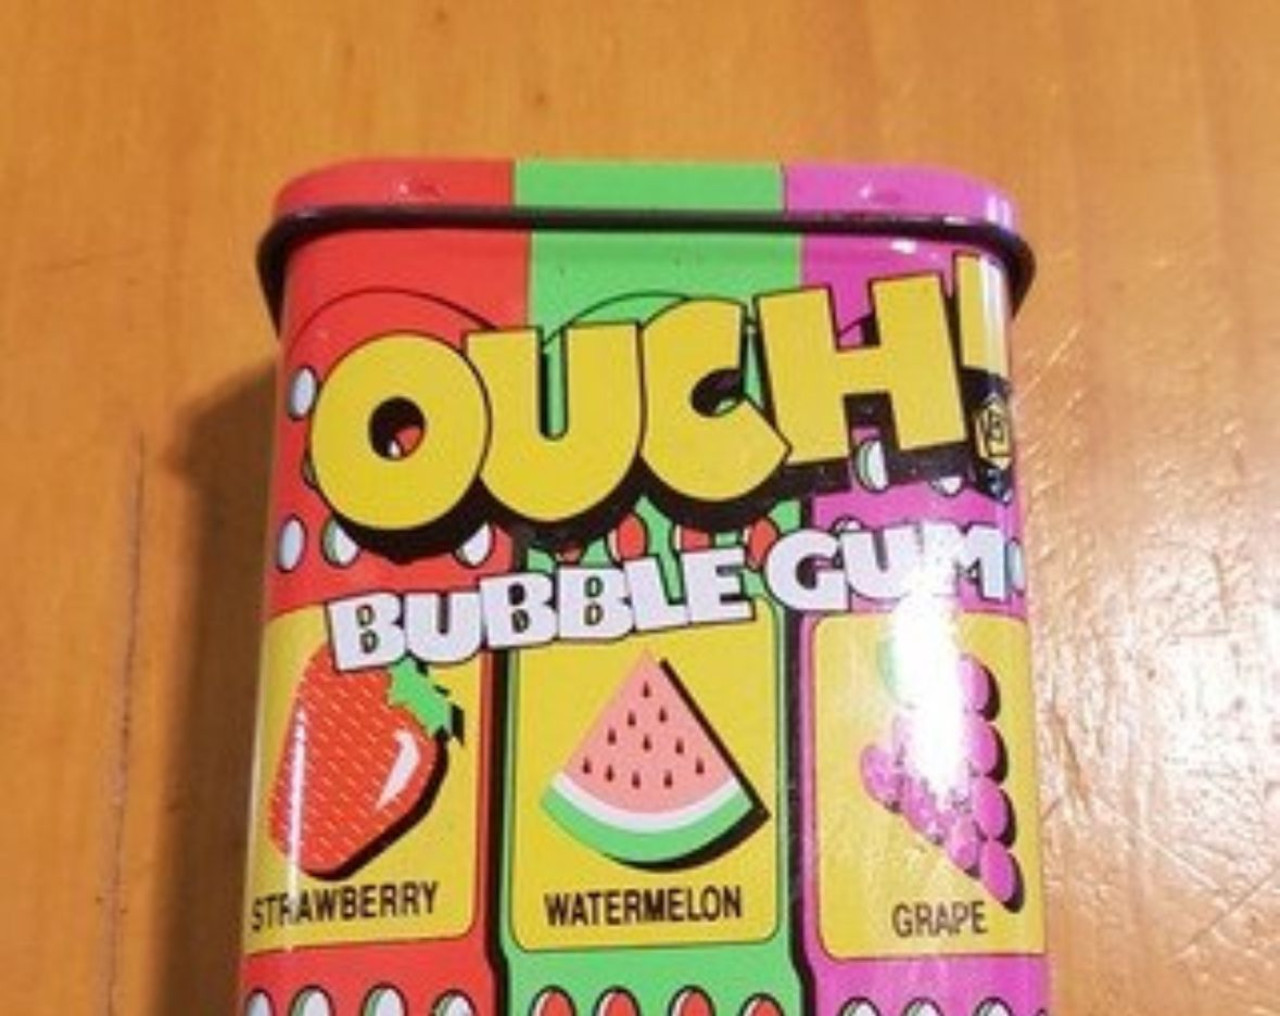 OUCH!
BUBBLE GUM
STRAWBERRY
WATERMELON
GRAPE